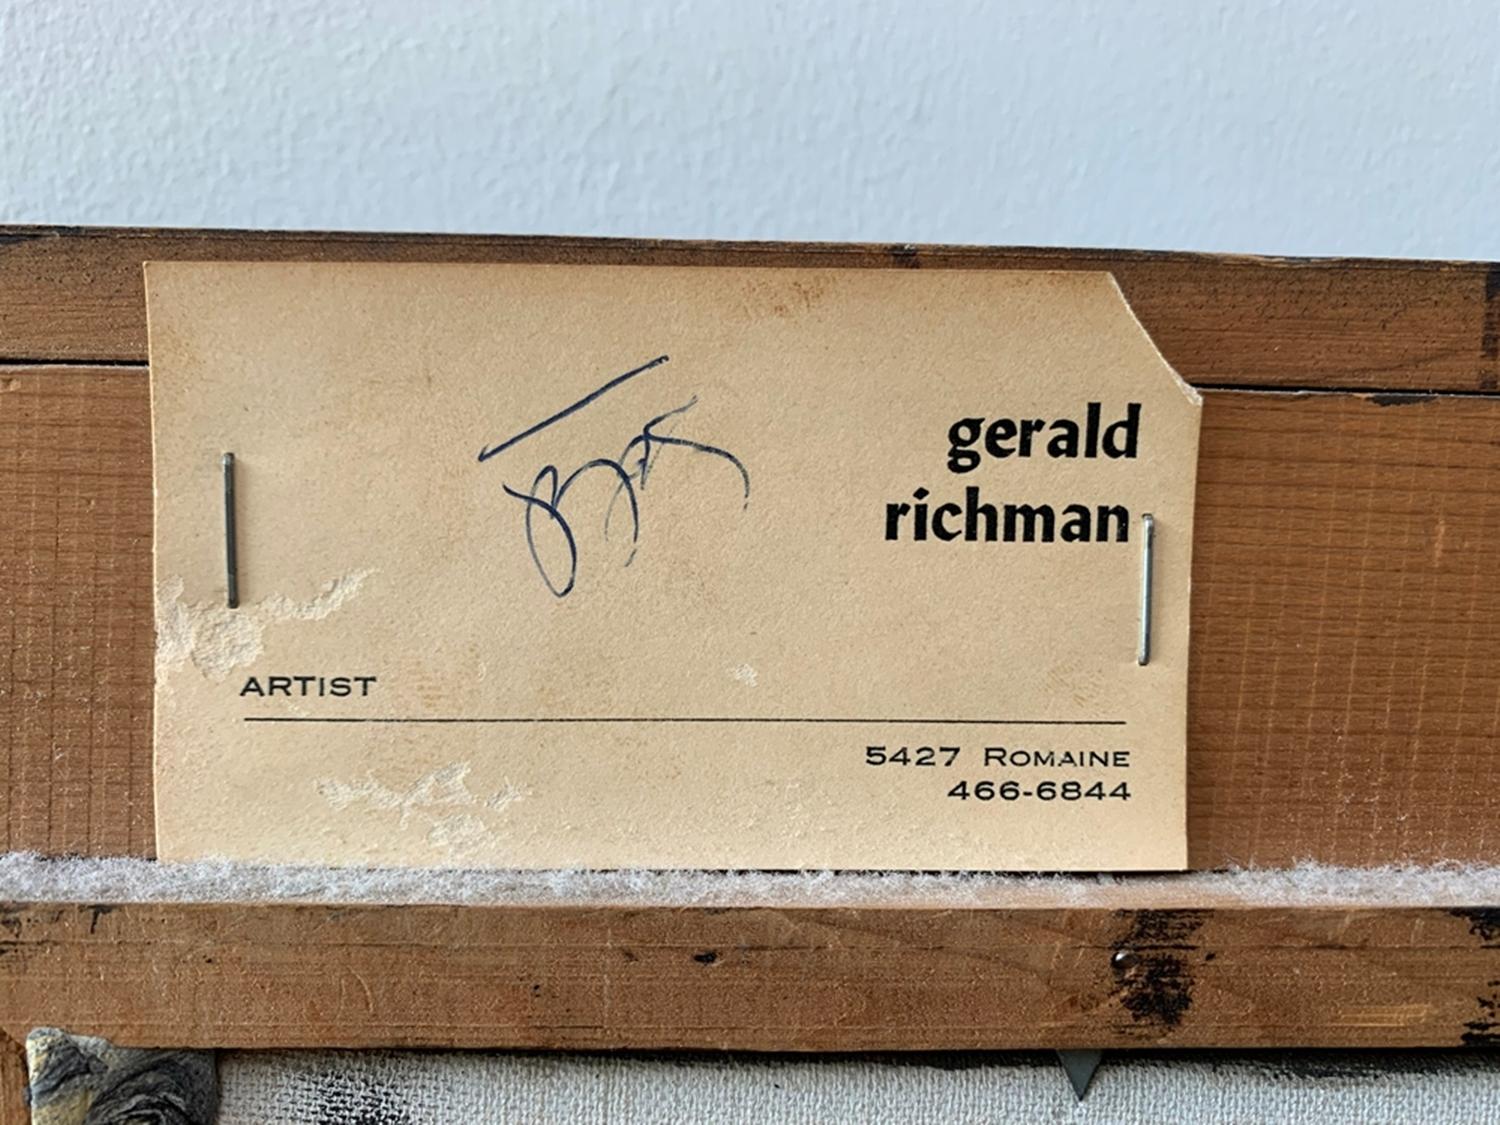 gerald
richman
ARTIST
5427 ROMAINE
466-6844